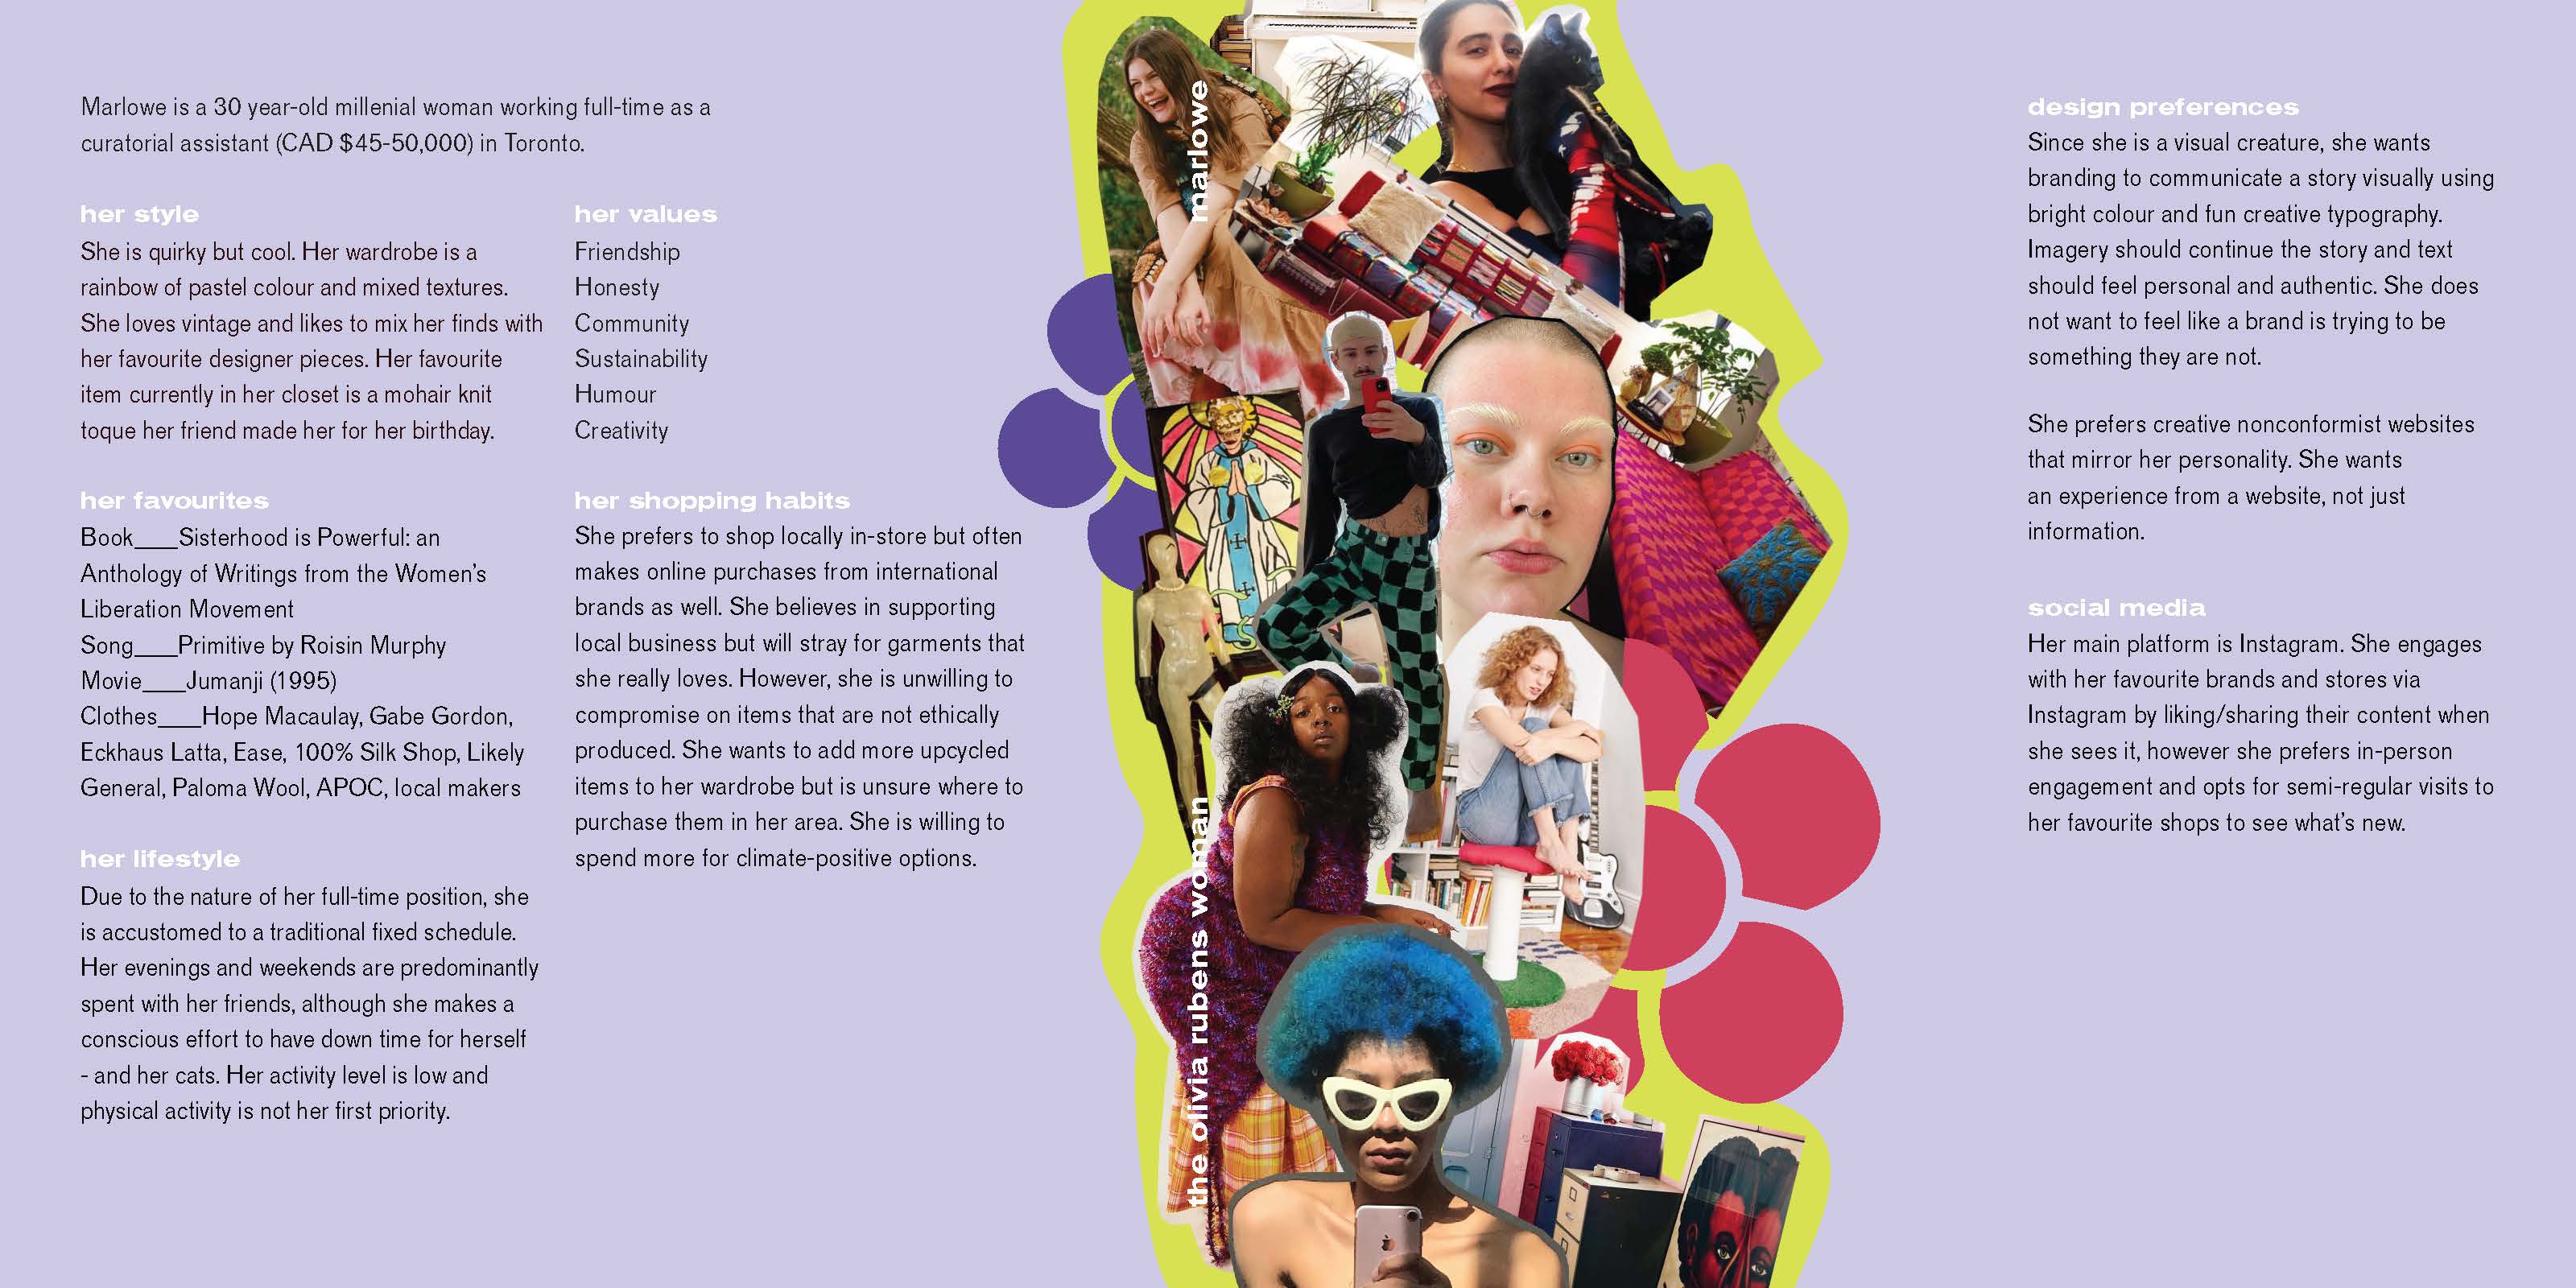 Marlowe is a 30 year-old millenial woman working full-time as a
curatorial assistant (CAD $45-50,000) in Toronto.
her style
She is quirky but cool. Her wardrobe is a
rainbow of pastel colour and mixed textures.
She loves vintage and likes to mix her finds with
her favourite designer pieces. Her favourite
item currently in her closet is a mohair knit
toque her friend made her for her birthday.
her favourites
Book___Sisterhood is Powerful: an
Anthology of Writings from the Women’s
Liberation Movement
Song___Primitive by Roisin Murphy
Movie___Jumanji (1995)
Clothes___Hope Macaulay, Gabe Gordon,
Eckhaus Latta, Ease, 100% Silk Shop, Likely
General, Paloma Wool, APOC, local makers
her lifestyle
Due to the nature of her full-time position, she
is accustomed to a traditional fixed schedule.
Her evenings and weekends are predominantly
spent with her friends, although she makes a
conscious effort to have down time for herself
- and her cats. Her activity level is low and
physical activity is not her first priority.
her values
Friendship
Honesty
Community
Sustainability
Humour
Creativity
her shopping habits
She prefers to shop locally in-store but often
makes online purchases from international
brands as well. She believes in supporting
local business but will stray for garments that
she really loves. However, she is unwilling to
compromise on items that are not ethically
produced. She wants to add more upcycled
items to her wardrobe but is unsure where to
purchase them in her area. She is willing to
spend more for climate-positive options.
marlowe
the olivia rubens woman
design preferences
Since she is a visual creature, she wants
branding to communicate a story visually using
bright colour and fun creative typography.
Imagery should continue the story and text
should feel personal and authentic. She does
not want to feel like a brand is trying to be
something they are not.
She prefers creative nonconformist websites
that mirror her personality. She wants
an experience from a website, not just
information.
social media
Her main platform is Instagram. She engages
with her favourite brands and stores via
Instagram by liking/sharing their content when
she sees it, however she prefers in-person
engagement and opts for semi-regular visits to
her favourite shops to see what’s new.